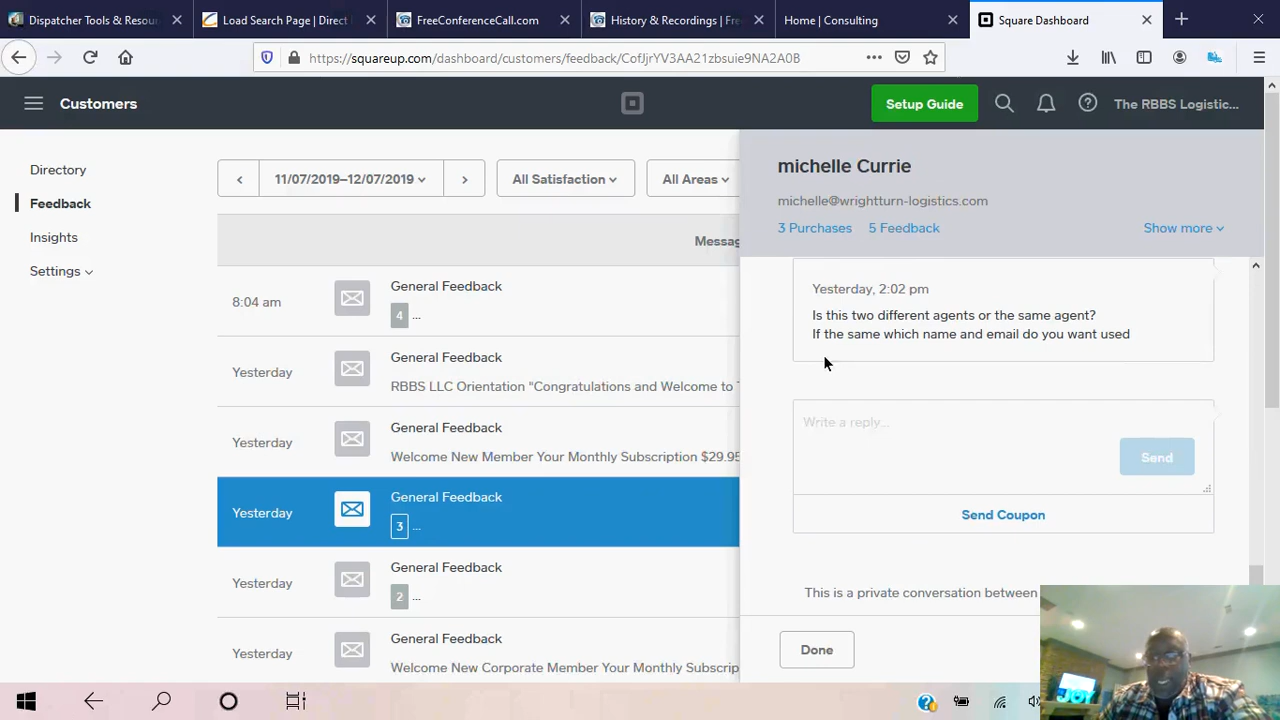 Dispatcher Tools & Resou
Load Search Page | Direct
FreeConferenceCall.com
History & Recordings | Fre
Home | Consulting
Square Dashboard
https://squareup.com/dashboard/customers/feedback/CofJjrYV3AA21zbsuie9NA2A0B
Customers
Setup Guide
The RBBS Logistic...
Directory
Feedback
Insights
Settings
11/07/2019–12/07/2019
All Satisfaction
All Areas
Messag
8:04 am
General Feedback
4 ...
Yesterday
General Feedback
RBBS LLC Orientation “Congratulations and Welcome to T
Yesterday
General Feedback
Welcome New Member Your Monthly Subscription $29.95
Yesterday
General Feedback
3 ...
Yesterday
General Feedback
2 ...
Yesterday
General Feedback
Welcome New Corporate Member Your Monthly Subscrip
michelle Currie
michelle@wrightturn-logistics.com
3 Purchases
5 Feedback
Show more
Yesterday, 2:02 pm
Is this two different agents or the same agent?
If the same which name and email do you want used
Write a reply...
Send
Send Coupon
This is a private conversation between
Done
JOY